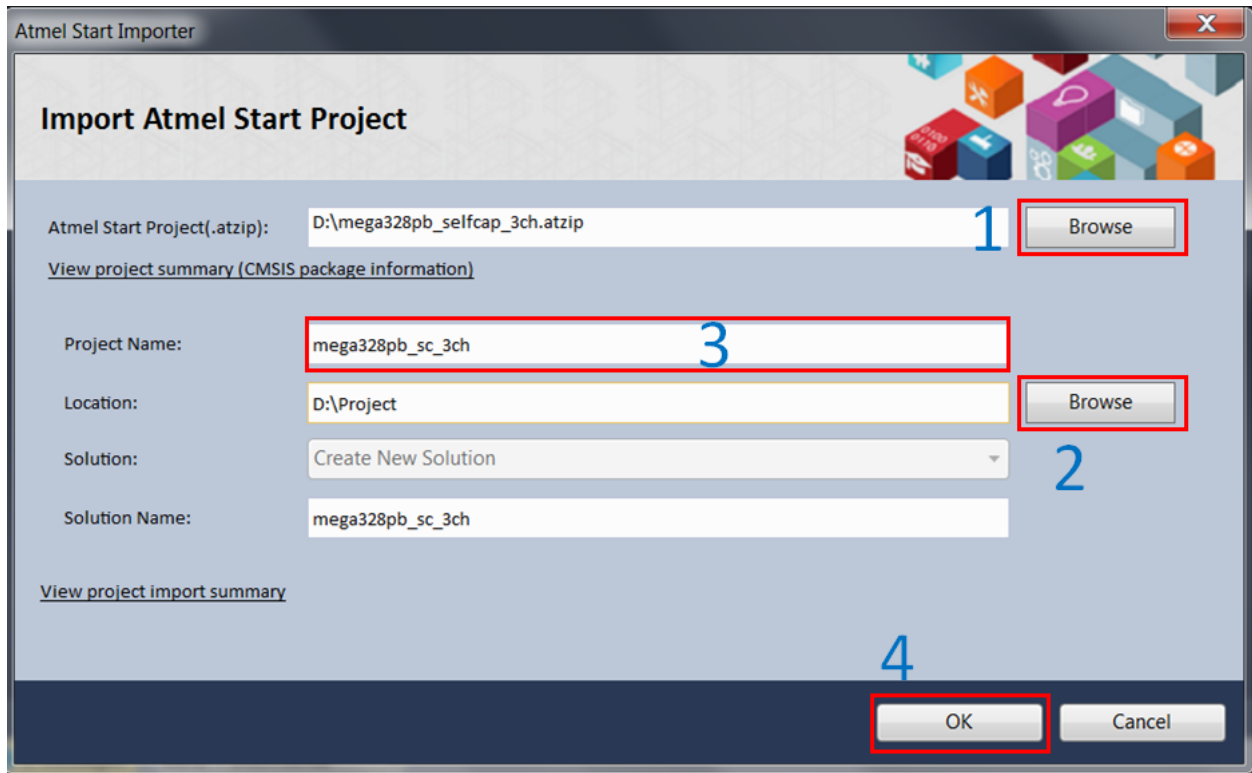 Atmel Start Importer
X
Import Atmel Start Project
0100
0110
Atmel Start Project(.atzip):
D:\mega328pb_selfcap_3ch.atzip
1
Browse
View project summary (CMSIS package information)
Project Name:
mega328pb_sc_3ch
3
Location:
D:\Project
Browse
2
Solution:
Create New Solution
Solution Name:
mega328pb_sc_3ch
View project import summary
4
OK
Cancel